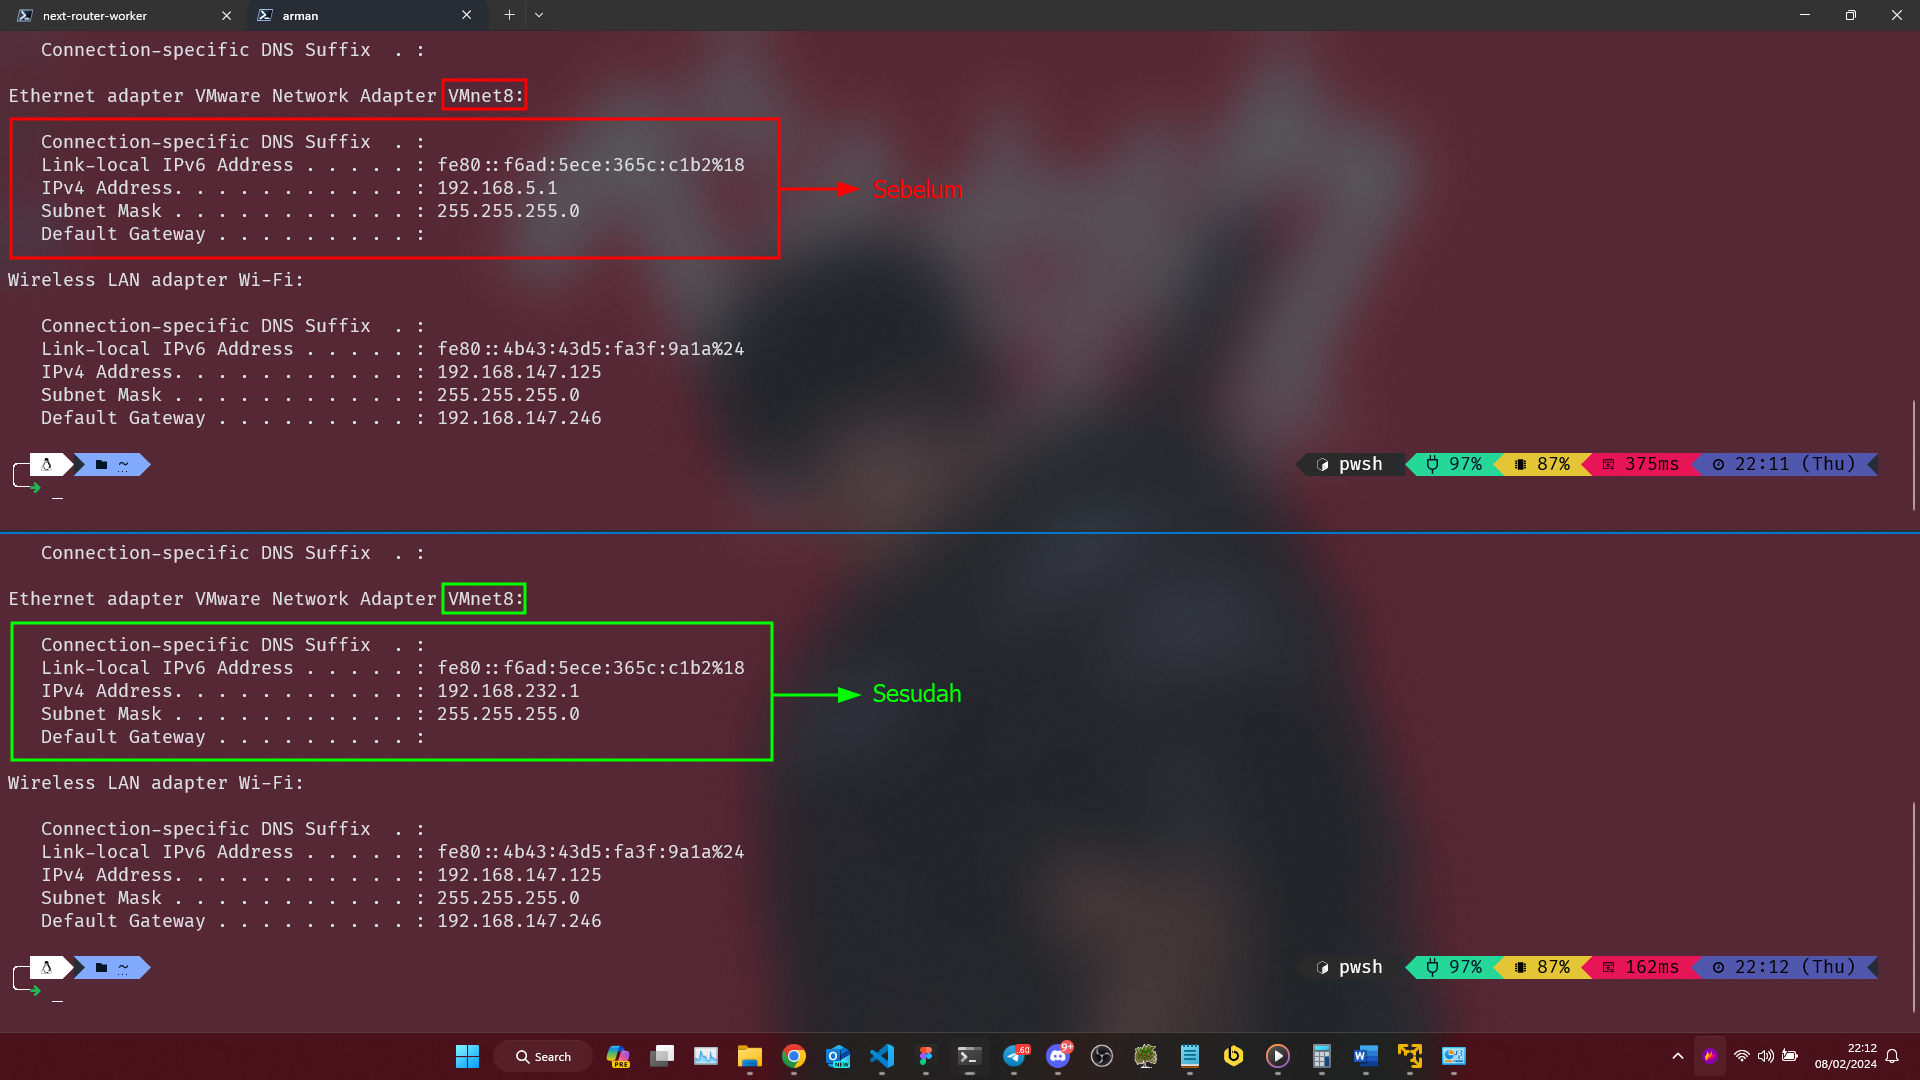 next-router-worker
arman
Connection-specific DNS Suffix . :
Ethernet adapter VMware Network Adapter VMnet8:
Connection-specific DNS Suffix . :
Link-local IPv6 Address . . . . . : fe80::f6ad:5ece:365c:c1b2%18
IPv4 Address. . . . . . . . . . . : 192.168.5.1
Subnet Mask . . . . . . . . . . . : 255.255.255.0
Default Gateway . . . . . . . . . :
Sebelum
Wireless LAN adapter Wi-Fi:
Connection-specific DNS Suffix . :
Link-local IPv6 Address . . . . . : fe80::4b43:43d5:fa3f:9a1a%24
IPv4 Address. . . . . . . . . . . : 192.168.147.125
Subnet Mask . . . . . . . . . . . : 255.255.255.0
Default Gateway . . . . . . . . . : 192.168.147.246
~ pwsh 97% 87% 375ms 22:11 (Thu)
_
Connection-specific DNS Suffix . :
Ethernet adapter VMware Network Adapter VMnet8:
Connection-specific DNS Suffix . :
Link-local IPv6 Address . . . . . : fe80::f6ad:5ece:365c:c1b2%18
IPv4 Address. . . . . . . . . . . : 192.168.232.1
Subnet Mask . . . . . . . . . . . : 255.255.255.0
Default Gateway . . . . . . . . . :
Sesudah
Wireless LAN adapter Wi-Fi:
Connection-specific DNS Suffix . :
Link-local IPv6 Address . . . . . : fe80::4b43:43d5:fa3f:9a1a%24
IPv4 Address. . . . . . . . . . . : 192.168.147.125
Subnet Mask . . . . . . . . . . . : 255.255.255.0
Default Gateway . . . . . . . . . : 192.168.147.246
~ pwsh 97% 87% 162ms 22:12 (Thu)
_
Search
PRE
NEW
60
9+
22:12
08/02/2024